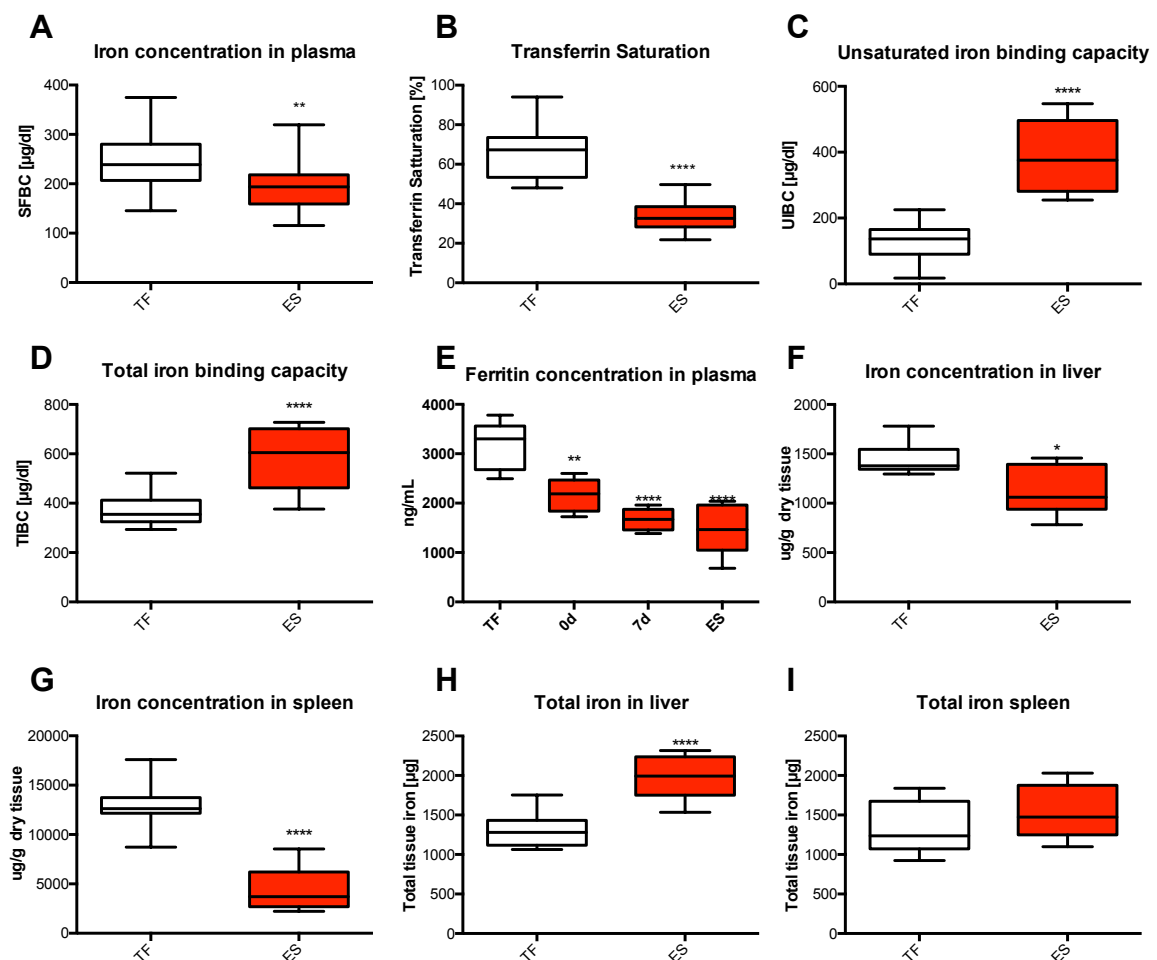 A
Iron concentration in plasma
SFBC [µg/dl]
400
300
200
100
0
**
TF
ES
B
Transferrin Saturation
Transferrin Satturation [%]
100
80
60
40
20
0
****
TF
ES
C
Unsaturated iron binding capacity
UIBC [µg/dl]
600
400
200
0
****
TF
ES
D
Total iron binding capacity
TIBC [µg/dl]
800
600
400
200
0
****
TF
ES
E
Ferritin concentration in plasma
ng/mL
4000
3000
2000
1000
0
**
****
****
TF
0d
7d
ES
F
Iron concentration in liver
ug/g dry tissue
2000
1500
1000
500
0
*
TF
ES
G
Iron concentration in spleen
ug/g dry tissue
20000
15000
10000
5000
0
****
TF
ES
H
Total iron in liver
Total tissue iron [µg]
2500
2000
1500
1000
500
0
****
TF
ES
I
Total iron spleen
Total tissue iron [µg]
2500
2000
1500
1000
500
0
TF
ES